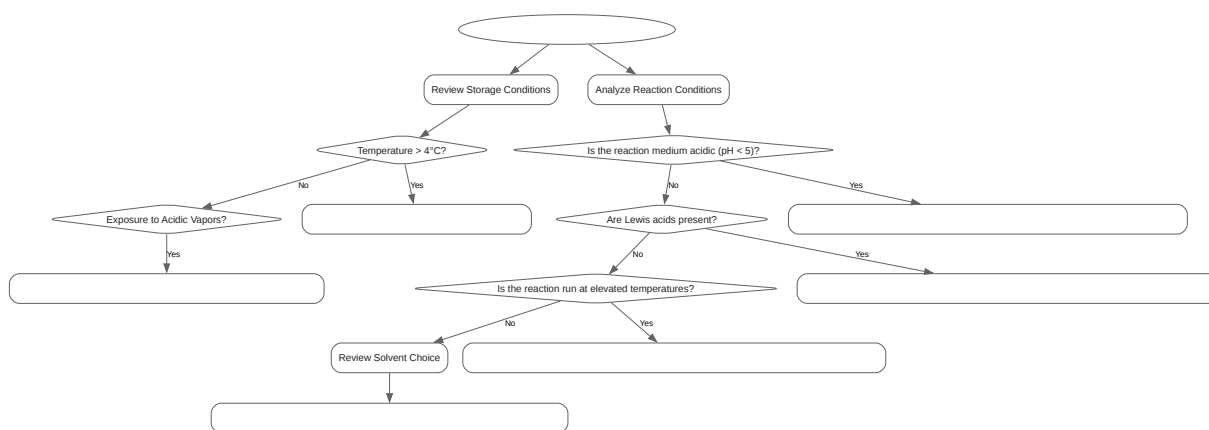 Review Storage Conditions
Analyze Reaction Conditions
Temperature > 4°C?
Is the reaction medium acidic (pH < 5)?
No
Yes
No
Yes
Exposure to Acidic Vapors?
Are Lewis acids present?
Yes
No
Yes
Is the reaction run at elevated temperatures?
No
Yes
Review Solvent Choice